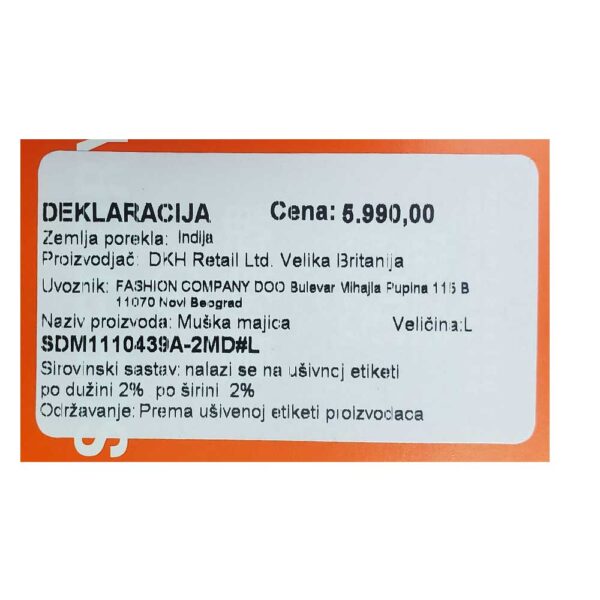 DEKLARACIJA Cena: 5.990,00
Zemlja porekla: Indija
Proizvodjač: DKH Retail Ltd. Velika Britanija
Uvoznik: FASHION COMPANY DOO Bulevar Mihajla Pupina 115 B
11070 Novi Beograd
Naziv proizvoda: Muška majica Veličina:L
SDM1110439A-2MD#L
Sirovinski sastav: nalazi se na ušivnoj etiketi
po dužini 2% po širini 2%
Održavanje: Prema ušivenoj etiketi proizvodaca